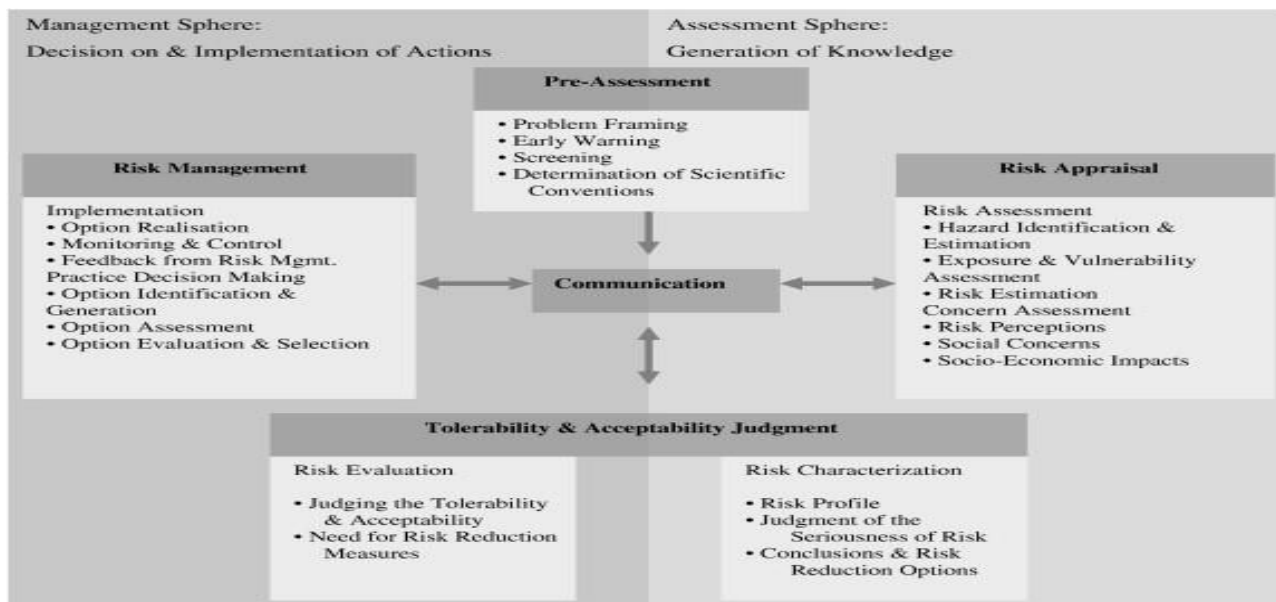 Management Sphere:
Decision on & Implementation of Actions
Assessment Sphere:
Generation of Knowledge
Pre-Assessment
• Problem Framing
• Early Warning
• Screening
• Determination of Scientific
Conventions
Risk Management
Implementation
• Option Realisation
• Monitoring & Control
• Feedback from Risk Mgmt.
Practice Decision Making
• Option Identification &
Generation
• Option Assessment
• Option Evaluation & Selection
Communication
Risk Appraisal
Risk Assessment
• Hazard Identification &
Estimation
• Exposure & Vulnerability
Assessment
• Risk Estimation
Concern Assessment
• Risk Perceptions
• Social Concerns
• Socio-Economic Impacts
Tolerability & Acceptability Judgment
Risk Evaluation
• Judging the Tolerability
& Acceptability
• Need for Risk Reduction
Measures
Risk Characterization
• Risk Profile
• Judgment of the
Seriousness of Risk
• Conclusions & Risk
Reduction Options